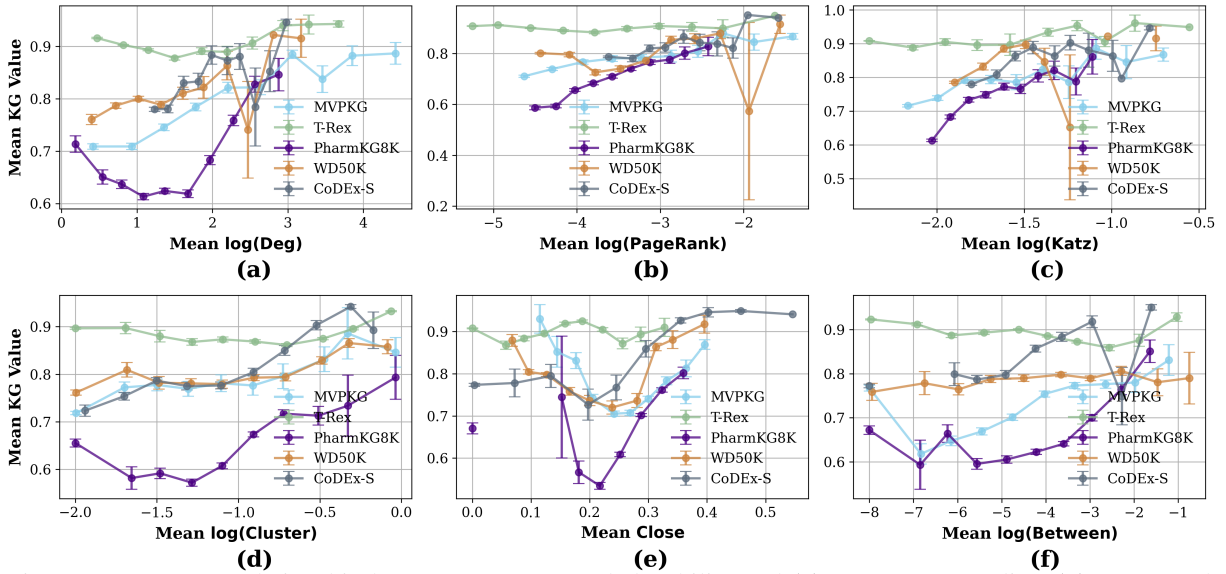 Mean KG Value
0.9
0.8
0.7
0.6
0 1 2 3 4
MVPKG
T-Rex
PharmKG8K
WD50K
CoDEx-S
Mean log(Deg)
(a)
0.8
0.6
0.4
0.2
−5 −4 −3 −2
MVPKG
T-Rex
PharmKG8K
WD50K
CoDEx-S
Mean log(PageRank)
(b)
1.0
0.9
0.8
0.7
0.6
0.5
−2.0 −1.5 −1.0 −0.5
MVPKG
T-Rex
PharmKG8K
WD50K
CoDEx-S
Mean log(Katz)
(c)
Mean KG Value
0.9
0.8
0.7
0.6
−2.0 −1.5 −1.0 −0.5 0.0
MVPKG
T-Rex
PharmKG8K
WD50K
CoDEx-S
Mean log(Cluster)
(d)
0.9
0.8
0.7
0.6
0.0 0.1 0.2 0.3 0.4 0.5
MVPKG
T-Rex
PharmKG8K
WD50K
CoDEx-S
Mean Close
(e)
0.9
0.8
0.7
0.6
−8 −7 −6 −5 −4 −3 −2 −1
MVPKG
T-Rex
PharmKG8K
WD50K
CoDEx-S
Mean log(Between)
(f)